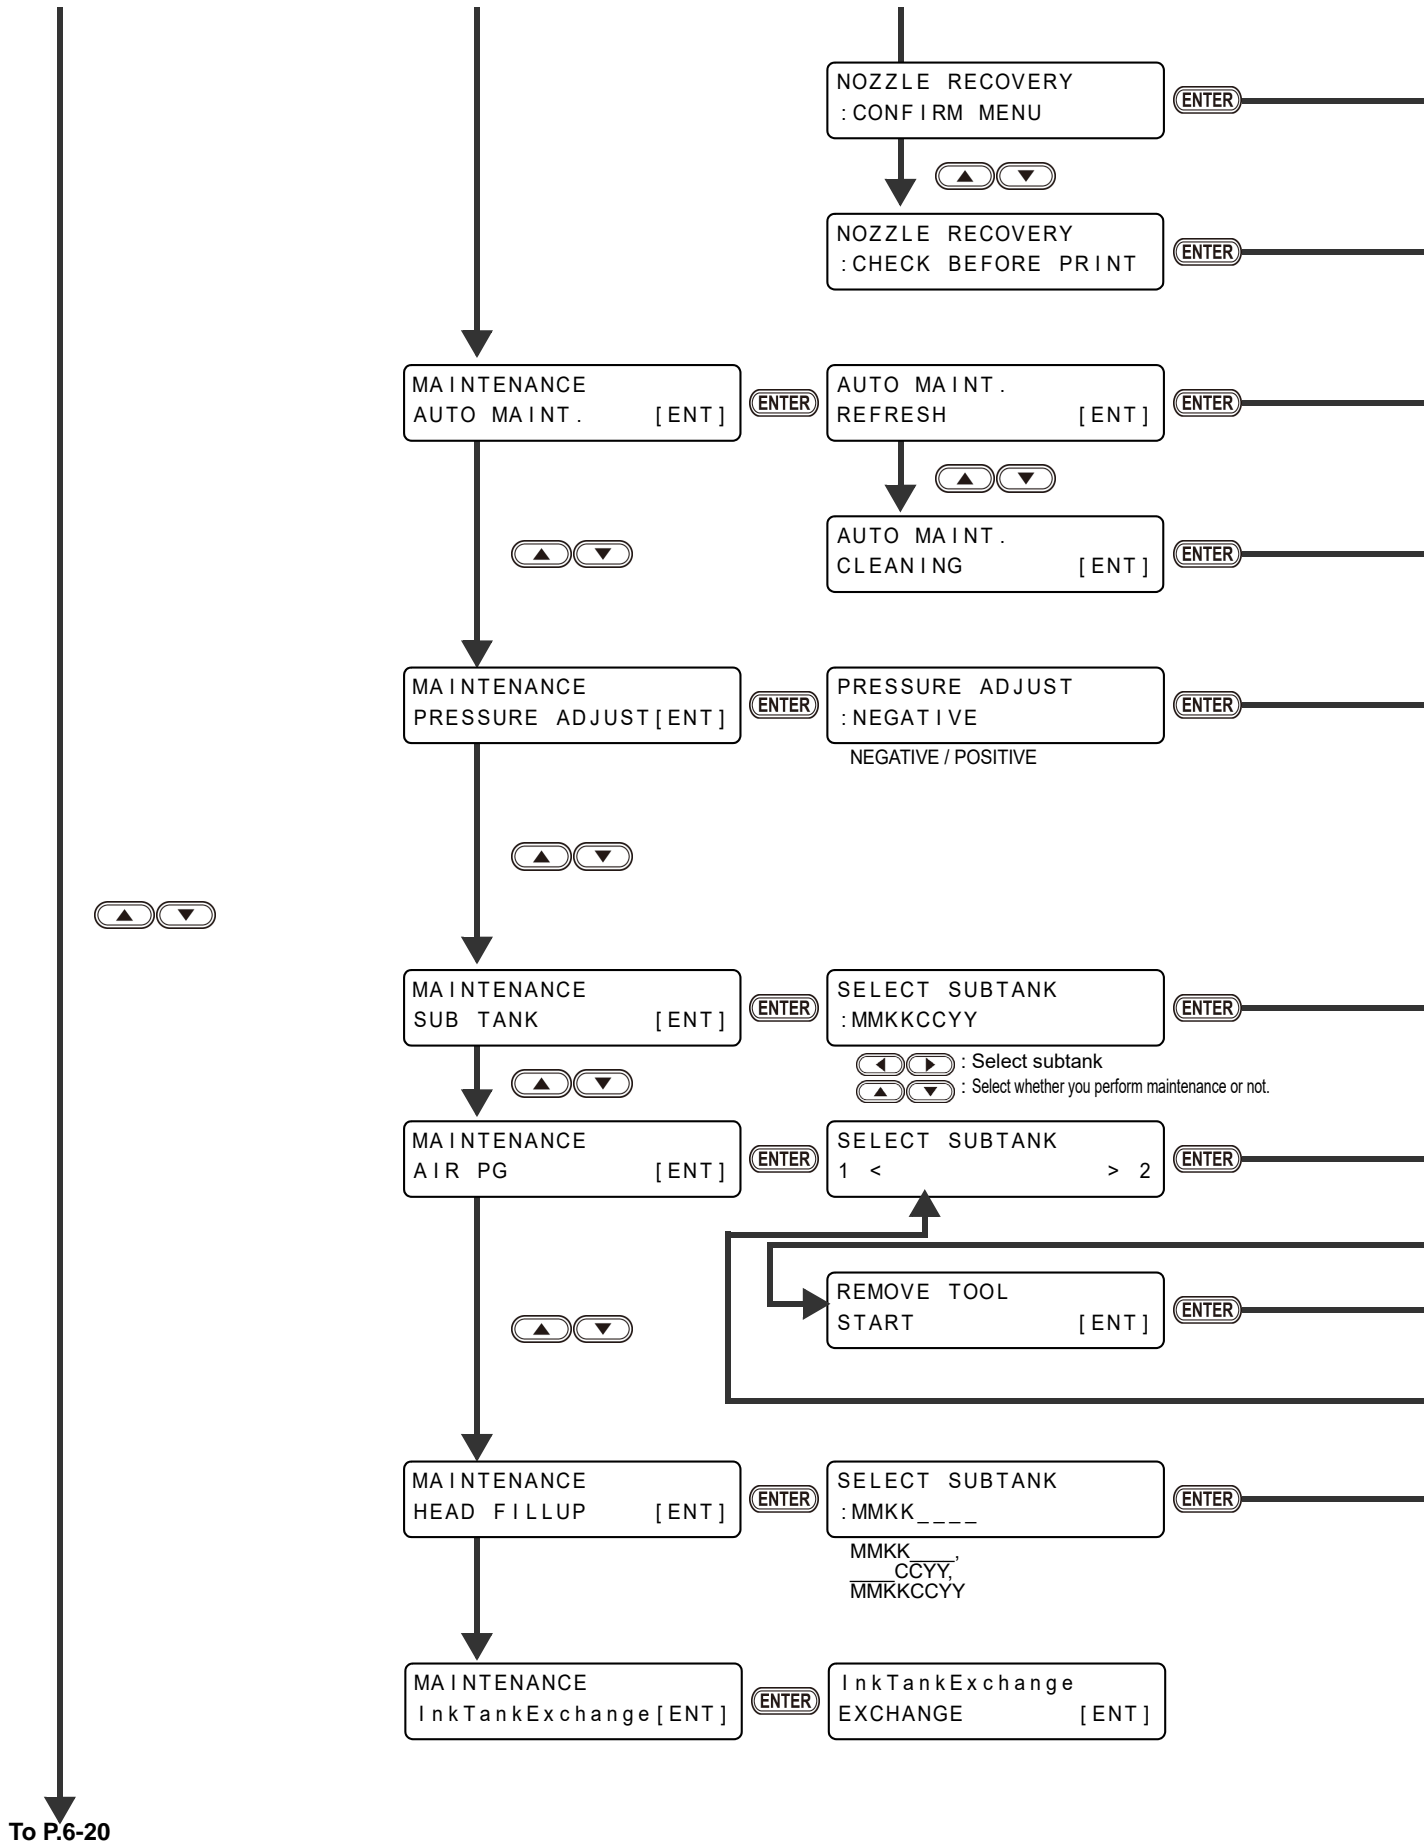 NOZZLE RECOVERY
:CONFIRM MENU
ENTER
NOZZLE RECOVERY
:CHECK BEFORE PRINT
ENTER
MAINTENANCE
AUTO MAINT. [ENT]
ENTER
AUTO MAINT.
REFRESH [ENT]
ENTER
AUTO MAINT.
CLEANING [ENT]
ENTER
MAINTENANCE
PRESSURE ADJUST[ENT]
ENTER
PRESSURE ADJUST
:NEGATIVE
ENTER
NEGATIVE / POSITIVE
MAINTENANCE
SUB TANK [ENT]
ENTER
SELECT SUBTANK
:MMKKCCYY
ENTER
: Select subtank
: Select whether you perform maintenance or not.
MAINTENANCE
AIR PG [ENT]
ENTER
SELECT SUBTANK
1 < > 2
ENTER
REMOVE TOOL
START [ENT]
ENTER
MAINTENANCE
HEAD FILLUP [ENT]
ENTER
SELECT SUBTANK
:MMKK____
ENTER
MMKK____,
____CCYY,
MMKKCCYY
MAINTENANCE
InkTankExchange[ENT]
ENTER
InkTankExchange
EXCHANGE [ENT]
To P.6-20